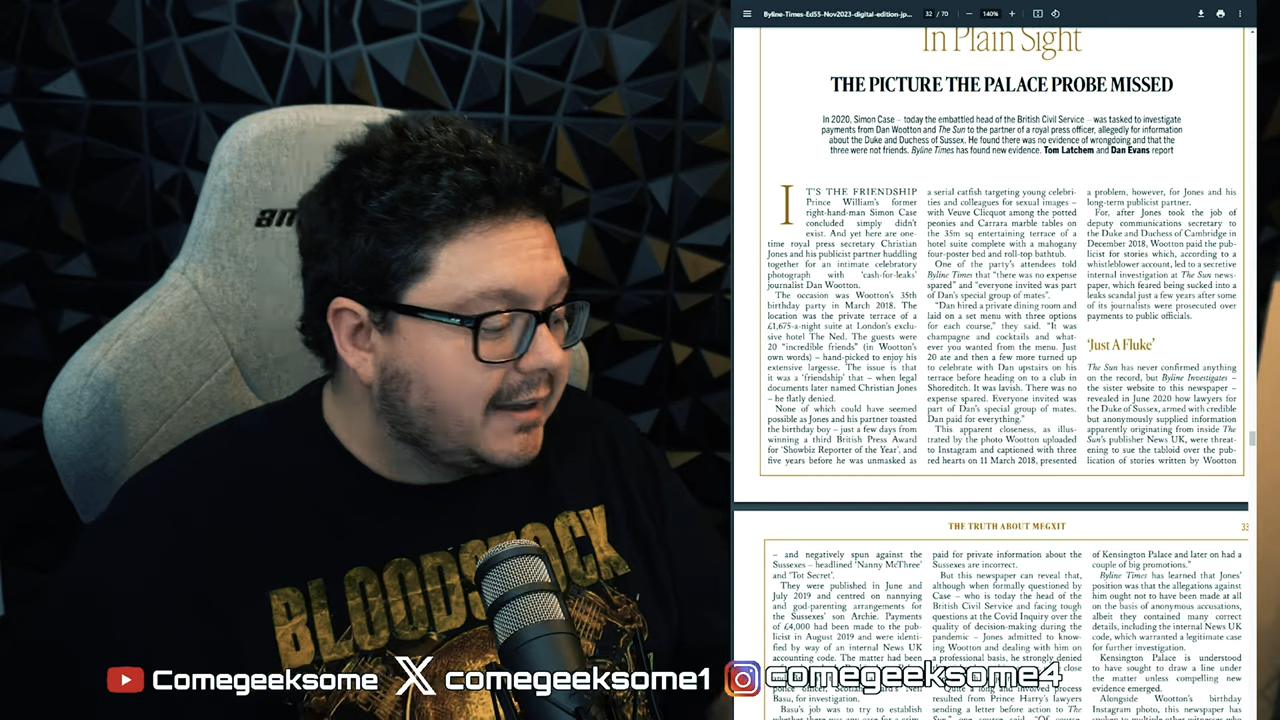 Byline-Times-Ed55-Nov2023-digital-edition-jp...
32 / 70
140%
In Plain Sight
THE PICTURE THE PALACE PROBE MISSED
In 2020, Simon Case – today the embattled head of the British Civil Service – was tasked to investigate
payments from Dan Wootton and The Sun to the partner of a royal press officer, allegedly for information
about the Duke and Duchess of Sussex. He found there was no evidence of wrongdoing and that the
three were not friends. Byline Times has found new evidence. Tom Latchem and Dan Evans report
IT'S THE FRIENDSHIP
Prince William's former
right-hand-man Simon Case
concluded simply didn't
exist. And yet here are one-
time royal press secretary Christian
Jones and his publicist partner huddling
together for an intimate celebratory
photograph with 'cash-for-leaks'
journalist Dan Wootton.
The occasion was Wootton's 35th
birthday party in March 2018. The
location was the private terrace of a
£1,675-a-night suite at London's exclu-
sive hotel The Ned. The guests were
20 "incredible friends" (in Wootton's
own words) – hand-picked to enjoy his
extensive largesse. The issue is that
it was a 'friendship' that – when legal
documents later named Christian Jones
– he flatly denied.
None of which could have seemed
possible as Jones and his partner toasted
the birthday boy – just a few days from
winning a third British Press Award
for 'Showbiz Reporter of the Year', and
five years before he was unmasked as
a serial catfish targeting young celebri-
ties and colleagues for sexual images –
with Veuve Clicquot among the potted
peonies and Carrara marble tables on
the 35m sq entertaining terrace of a
hotel suite complete with a mahogany
four-poster bed and roll-top bathtub.
One of the party's attendees told
Byline Times that "there was no expense
spared" and "everyone invited was part
of Dan's special group of mates".
"Dan hired a private dining room and
laid on a set menu with three options
for each course," they said. "It was
champagne and cocktails and what-
ever you wanted from the menu. Just
20 ate and then a few more turned up
to celebrate with Dan upstairs on his
terrace before heading on to a club in
Shoreditch. It was lavish. There was no
expense spared. Everyone invited was
part of Dan's special group of mates.
Dan paid for everything."
This apparent closeness, as illus-
trated by the photo Wootton uploaded
to Instagram and captioned with three
red hearts on 11 March 2018, presented
a problem, however, for Jones and his
long-term publicist partner.
For, after Jones took the job of
deputy communications secretary to
the Duke and Duchess of Cambridge in
December 2018, Wootton paid the pub-
licist for stories which, according to a
whistleblower account, led to a secretive
internal investigation at The Sun news-
paper, which feared being sucked into a
leaks scandal just a few years after some
of its journalists were prosecuted over
payments to public officials.
'Just A Fluke'
The Sun has never confirmed anything
on the record, but Byline Investigates –
the sister website to this newspaper –
revealed in June 2020 how lawyers for
the Duke of Sussex, armed with credible
but anonymously supplied information
apparently originating from inside The
Sun's publisher News UK, were threat-
ening to sue the tabloid over the pub-
lication of stories written by Wootton
THE TRUTH ABOUT MEGXIT
33
– and negatively spun against the
Sussexes – headlined 'Nanny McThree'
and 'Tot Secret'.
They were published in June and
July 2019 and centred on nannying
and god-parenting arrangements for
the Sussexes' son Archie. Payments
of £4,000 had been made to the pub-
licist in August 2019 and were identi-
fied by way of an internal News UK
accounting code. The matter had been
police officer, Scotland Yard's Neil
Basu, for investigation.
Basu's job was to try to establish
paid for private information about the
Sussexes are incorrect.
But this newspaper can reveal that,
although when formally questioned by
Case – who is today the head of the
British Civil Service and facing tough
questions at the Covid Inquiry over the
quality of decision-making during the
pandemic – Jones admitted to know-
ing Wootton and dealing with him on
a professional basis, he strongly denied
close
"Quite a long and involved process
resulted from Prince Harry's lawyers
sending a letter before action to The
of Kensington Palace and later on had a
couple of big promotions."
Byline Times has learned that Jones'
position was that the allegations against
him ought not to have been made at all
on the basis of anonymous accusations,
albeit they contained many correct
details, including the internal News UK
code, which warranted a legitimate case
for further investigation.
Kensington Palace is understood
to have sought to draw a line under
the matter unless compelling new
evidence emerged.
Alongside Wootton's birthday
Instagram photo, this newspaper has
BLOODROCK
Comegeeksome
comegeeksome1
comegeeksome4